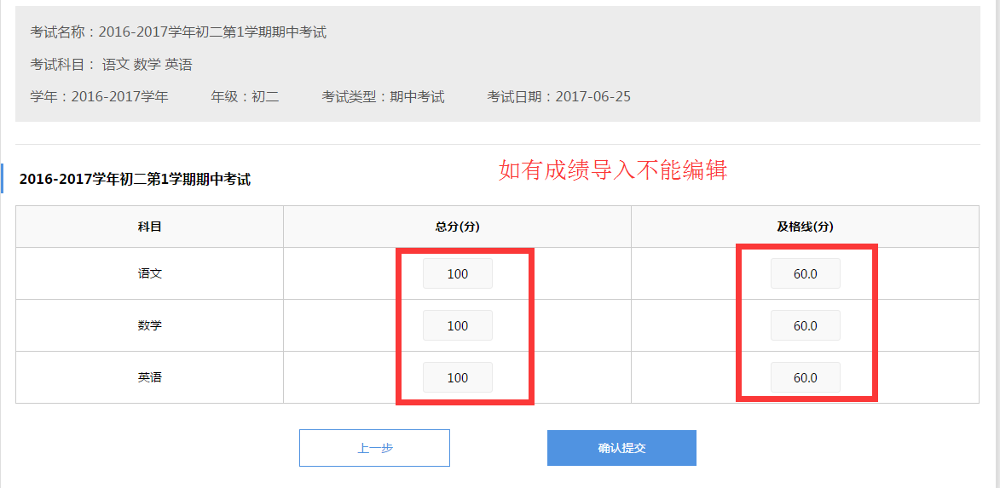 考试名称：2016-2017学年初二第1学期期中考试
考试科目： 语文 数学 英语
学年：2016-2017学年 年级：初二 考试类型：期中考试 考试日期：2017-06-25
如有成绩导入不能编辑
2016-2017学年初二第1学期期中考试
科目 总分(分) 及格线(分)
语文 100 60.0
数学 100 60.0
英语 100 60.0
上一步 确认提交